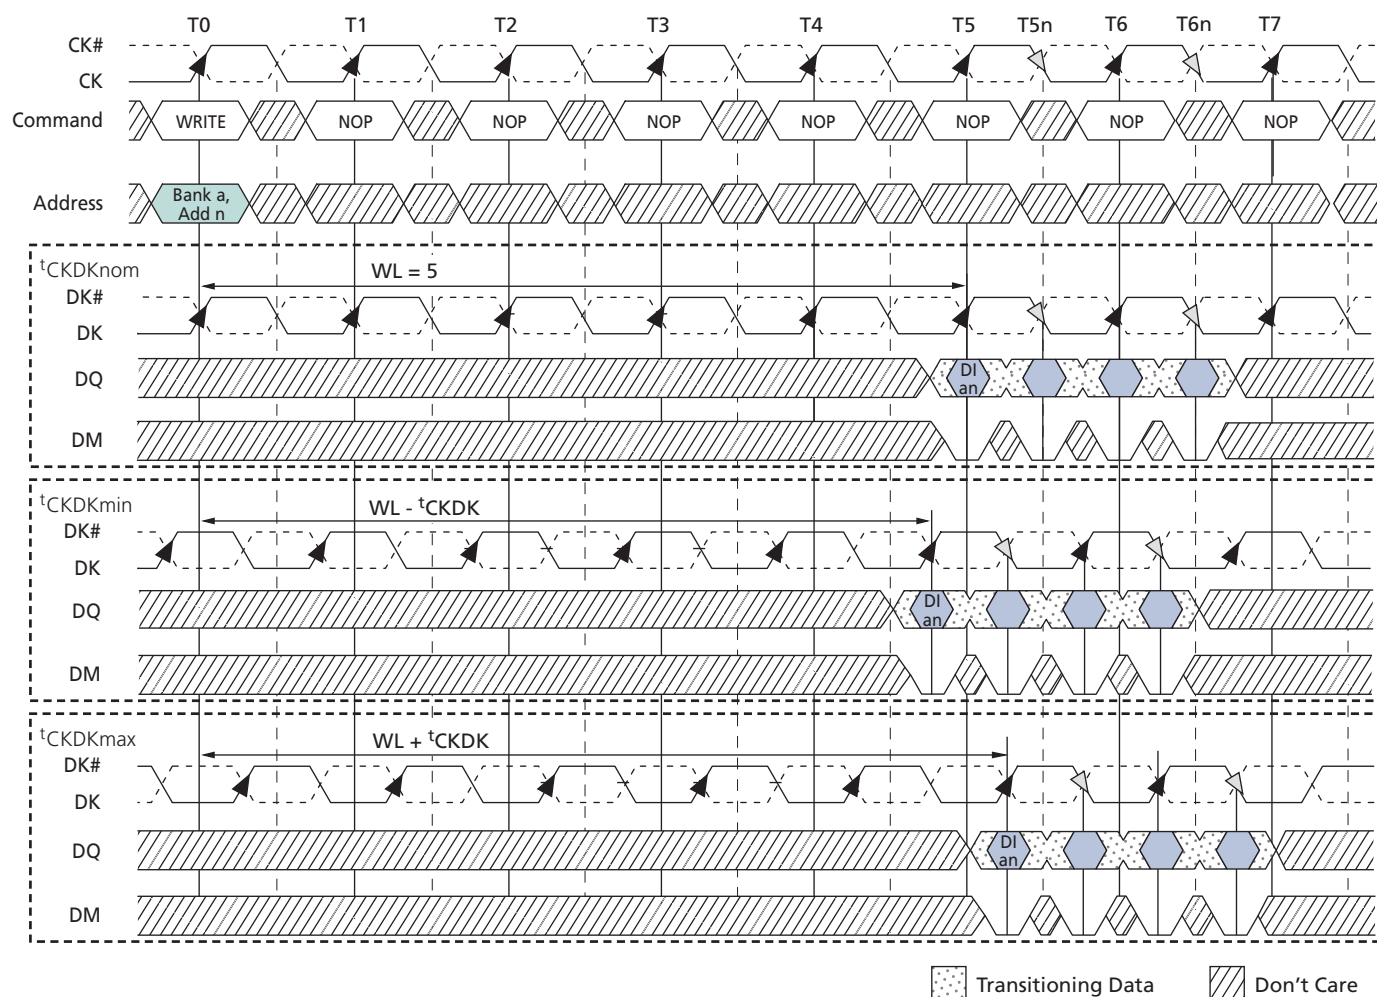 T0 T1 T2 T3 T4 T5 T5n T6 T6n T7
CK#
CK
Command WRITE NOP NOP NOP NOP NOP NOP NOP
Address Bank a,
Add n
tCKDKnom
WL = 5
DK#
DK
DQ DI
an
DM
tCKDKmin
WL - tCKDK
DK#
DK
DQ DI
an
DM
tCKDKmax
WL + tCKDK
DK#
DK
DQ DI
an
DM
Transitioning Data Don't Care